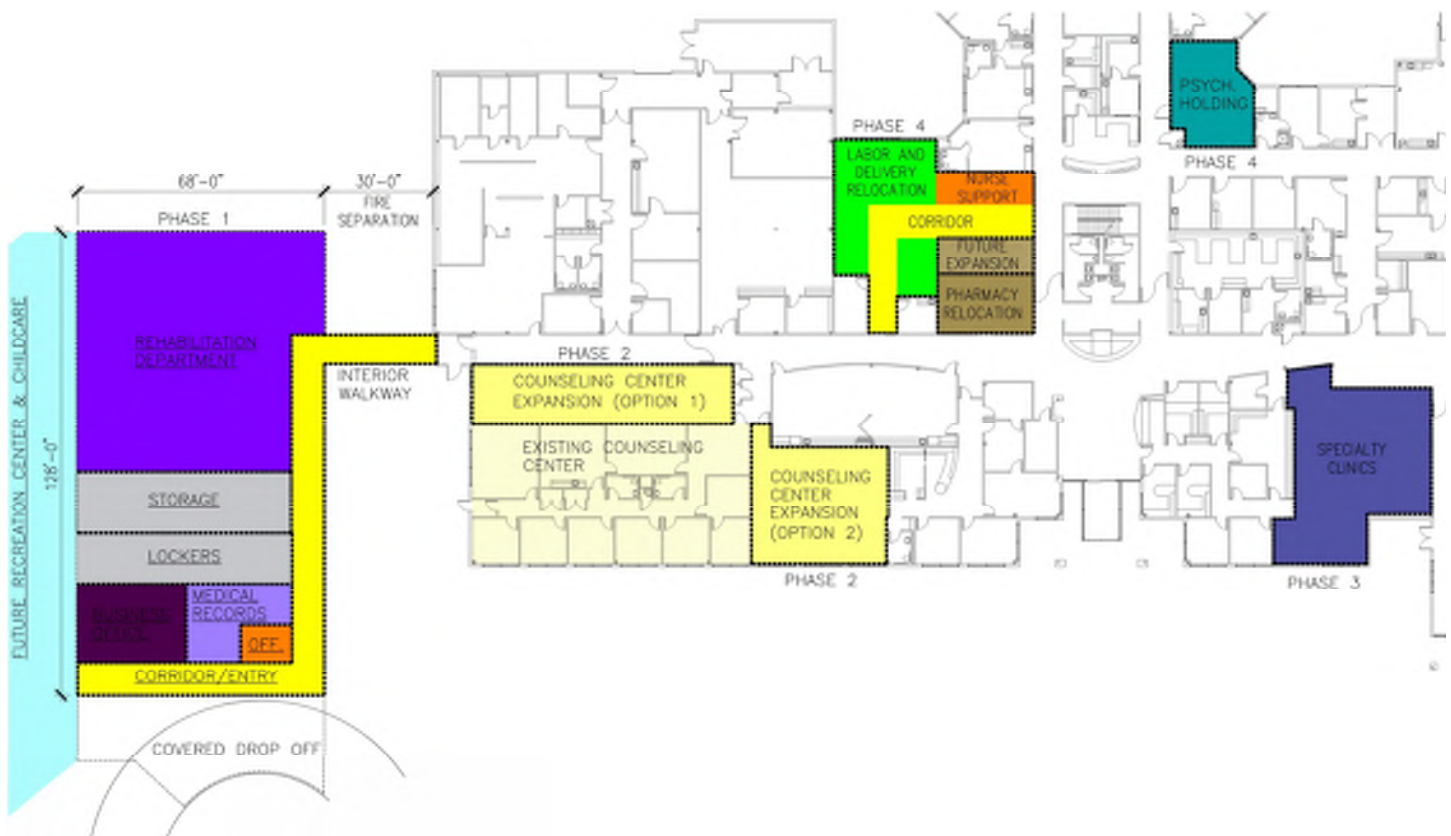 PHASE 4
LABOR AND
DELIVERY
RELOCATION
NURSE
SUPPORT
CORRIDOR
FUTURE
EXPANSION
PHARMACY
RELOCATION
PSYCH.
HOLDING
PHASE 4
68'-0"
30'-0"
FIRE
SEPARATION
PHASE 1
FUTURE RECREATION CENTER & CHILDCARE
128'-0"
REHABILITATION
DEPARTMENT
INTERIOR
WALKWAY
STORAGE
LOCKERS
BUSINESS
OFFICE
MEDICAL
RECORDS
OFF.
CORRIDOR/ENTRY
COVERED DROP OFF
PHASE 2
COUNSELING CENTER
EXPANSION (OPTION 1)
EXISTING COUNSELING
CENTER
COUNSELING
CENTER
EXPANSION
(OPTION 2)
PHASE 2
SPECIALTY
CLINICS
PHASE 3